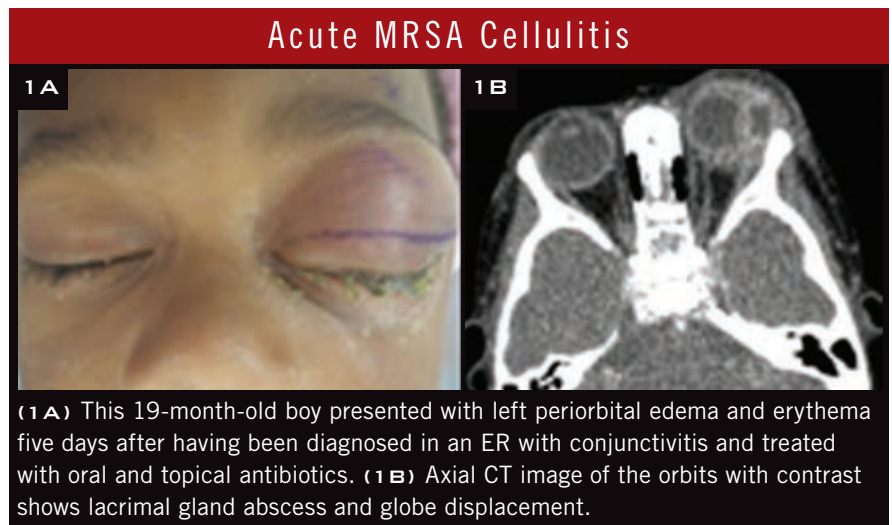 Acute MRSA Cellulitis
1A
1B
(1A) This 19-month-old boy presented with left periorbital edema and erythema
five days after having been diagnosed in an ER with conjunctivitis and treated
with oral and topical antibiotics. (1B) Axial CT image of the orbits with contrast
shows lacrimal gland abscess and globe displacement.